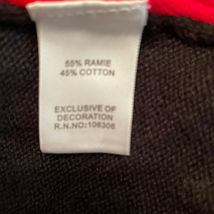 55% RAMIE
45% COTTON
EXCLUSIVE OF
DECORATION
R.N.NO:106306